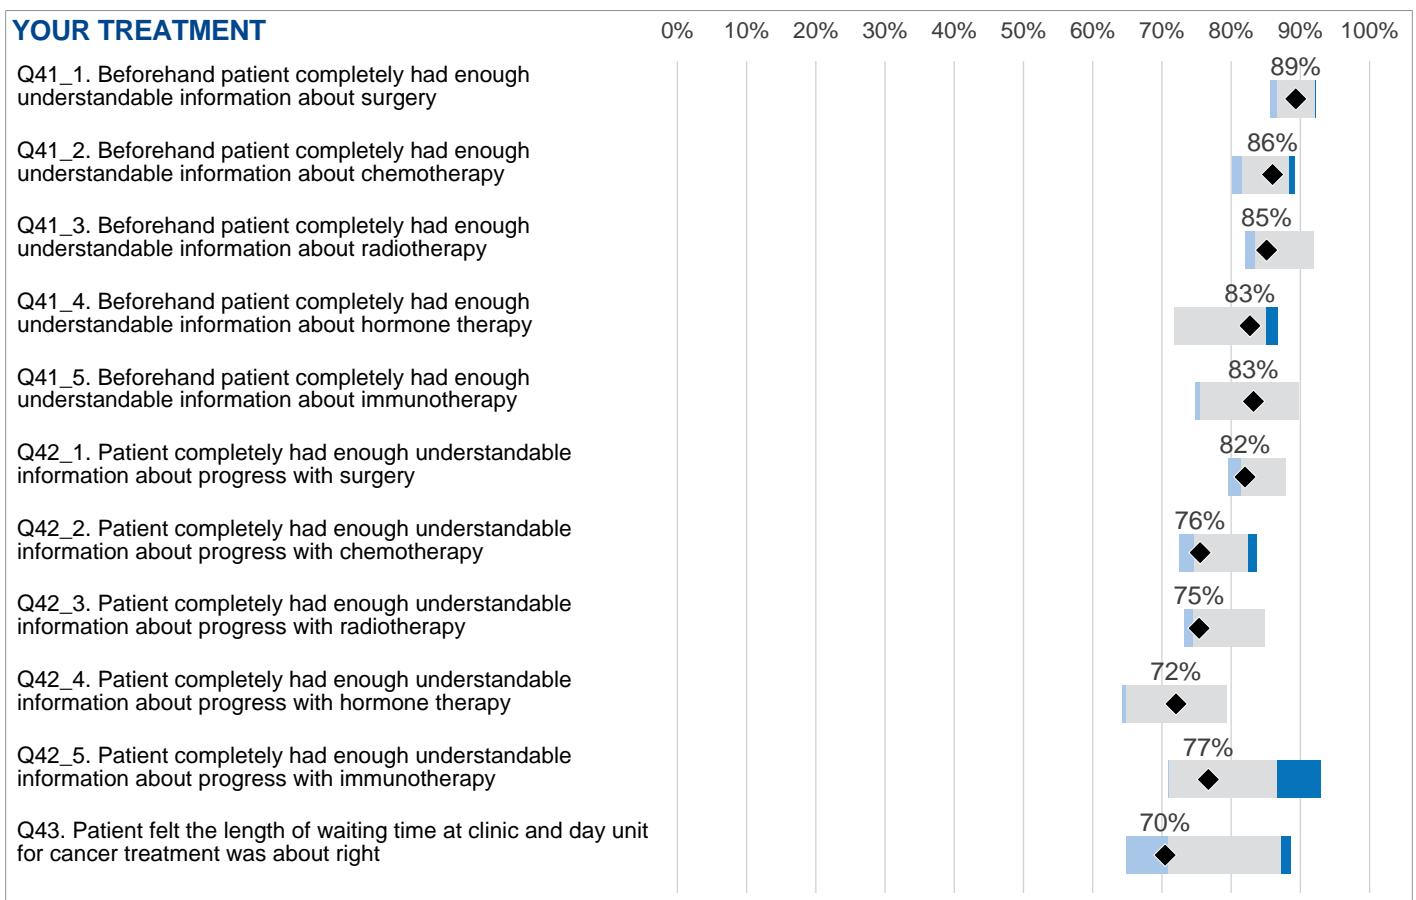 YOUR TREATMENT
0% 10% 20% 30% 40% 50% 60% 70% 80% 90% 100%
Q41_1. Beforehand patient completely had enough
understandable information about surgery
89%
Q41_2. Beforehand patient completely had enough
understandable information about chemotherapy
86%
Q41_3. Beforehand patient completely had enough
understandable information about radiotherapy
85%
Q41_4. Beforehand patient completely had enough
understandable information about hormone therapy
83%
Q41_5. Beforehand patient completely had enough
understandable information about immunotherapy
83%
Q42_1. Patient completely had enough understandable
information about progress with surgery
82%
Q42_2. Patient completely had enough understandable
information about progress with chemotherapy
76%
Q42_3. Patient completely had enough understandable
information about progress with radiotherapy
75%
Q42_4. Patient completely had enough understandable
information about progress with hormone therapy
72%
Q42_5. Patient completely had enough understandable
information about progress with immunotherapy
77%
Q43. Patient felt the length of waiting time at clinic and day unit
for cancer treatment was about right
70%